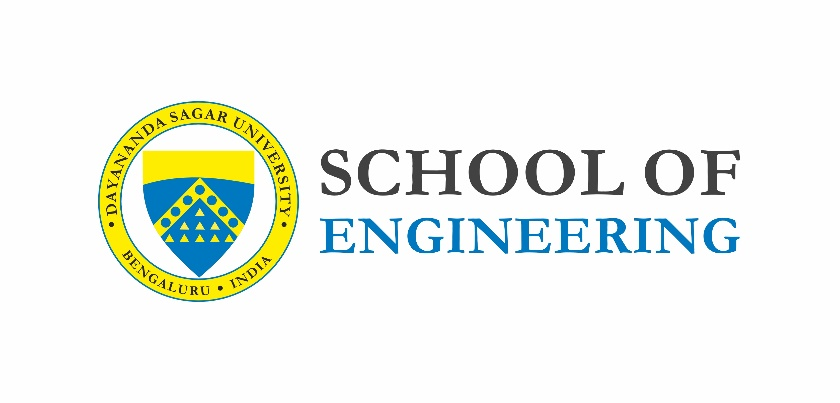 DAYANANDA SAGAR UNIVERSITY
BENGALURU • INDIA
SCHOOL OF
ENGINEERING